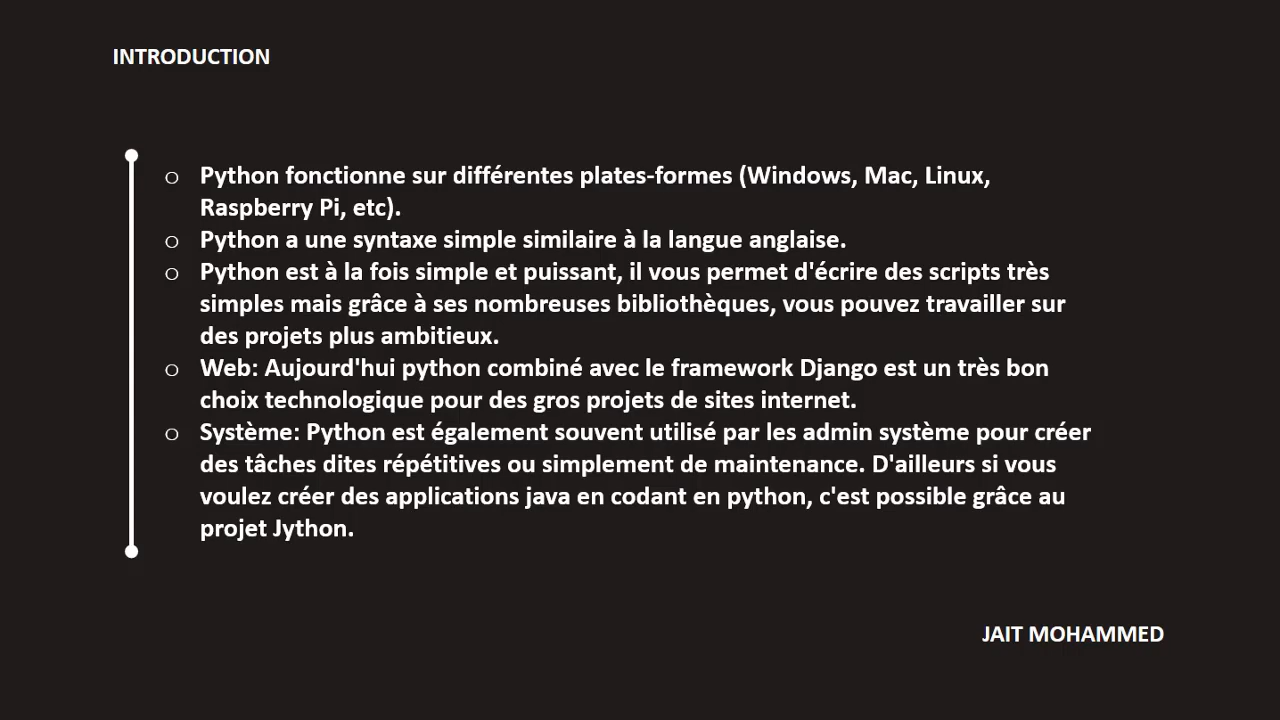 INTRODUCTION
o Python fonctionne sur différentes plates-formes (Windows, Mac, Linux,
Raspberry Pi, etc).
o Python a une syntaxe simple similaire à la langue anglaise.
o Python est à la fois simple et puissant, il vous permet d'écrire des scripts très
simples mais grâce à ses nombreuses bibliothèques, vous pouvez travailler sur
des projets plus ambitieux.
o Web: Aujourd'hui python combiné avec le framework Django est un très bon
choix technologique pour des gros projets de sites internet.
o Système: Python est également souvent utilisé par les admin système pour créer
des tâches dites répétitives ou simplement de maintenance. D'ailleurs si vous
voulez créer des applications java en codant en python, c'est possible grâce au
projet Jython.
JAIT MOHAMMED